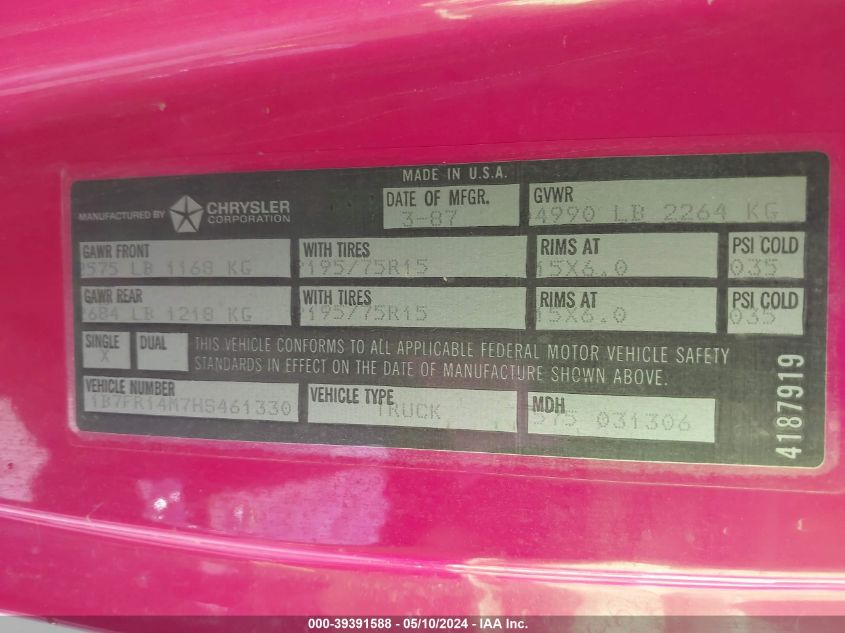 MADE IN U.S.A.
MANUFACTURED BY CHRYSLER CORPORATION
DATE OF MFGR. 3-87
GVWR 04990 LB 2264 KG
GAWR FRONT 2575 LB 1168 KG
WITH TIRES P195/75R15
RIMS AT 15X6.0
PSI COLD 035
GAWR REAR 2684 LB 1218 KG
WITH TIRES P195/75R15
RIMS AT 15X6.0
PSI COLD 035
SINGLE X
DUAL
THIS VEHICLE CONFORMS TO ALL APPLICABLE FEDERAL MOTOR VEHICLE SAFETY
STANDARDS IN EFFECT ON THE DATE OF MANUFACTURE SHOWN ABOVE.
VEHICLE NUMBER 1B7FR14M7HS461330
VEHICLE TYPE TRUCK
MDH 575 031306
4187919
000-39391588 — 05/10/2024 — IAA Inc.